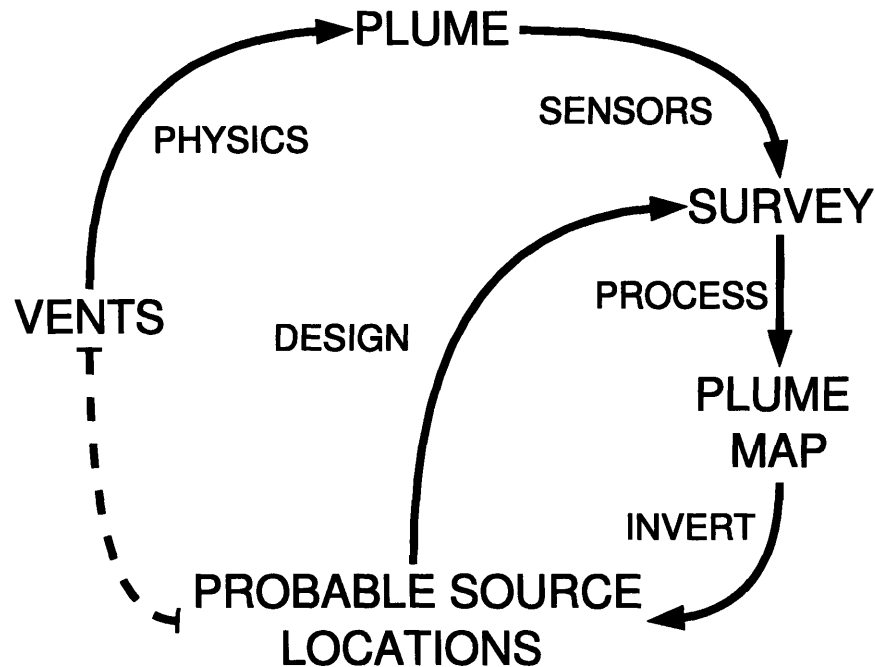 PLUME
SENSORS
PHYSICS
SURVEY
PROCESS
VENTS
DESIGN
PLUME
MAP
INVERT
PROBABLE SOURCE
LOCATIONS